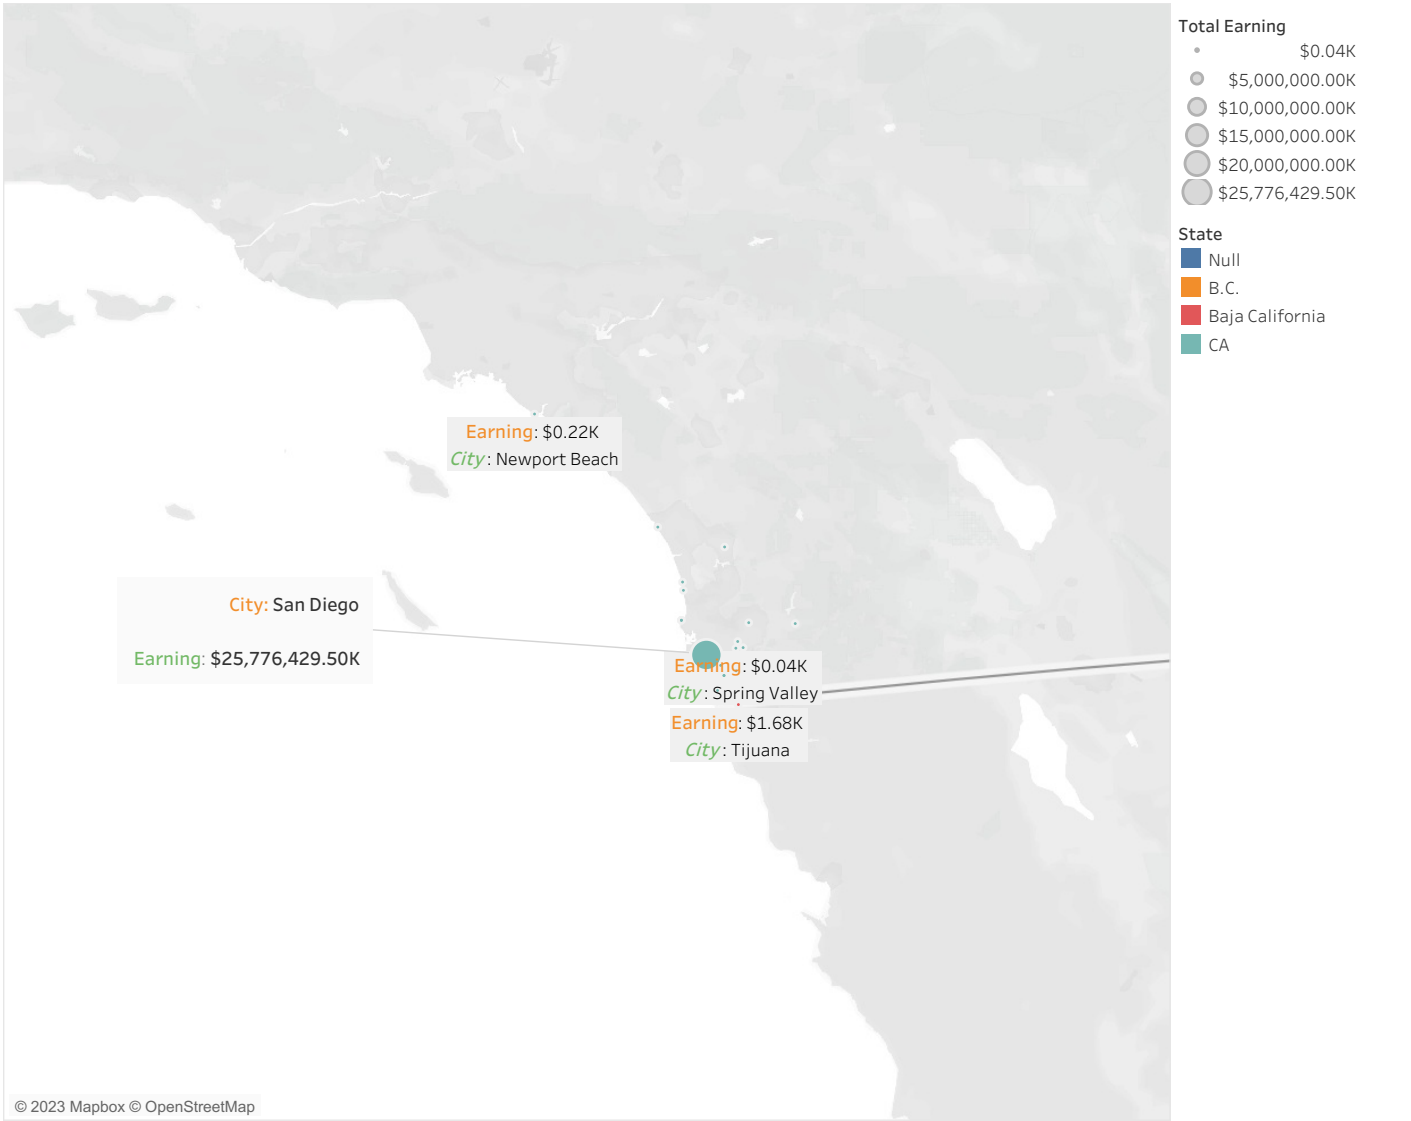 Earning: $0.22K
City : Newport Beach
City: San Diego
Earning: $25,776,429.50K
Earning: $0.04K
City : Spring Valley
Earning: $1.68K
City : Tijuana
© 2023 Mapbox © OpenStreetMap
Total Earning
$0.04K
$5,000,000.00K
$10,000,000.00K
$15,000,000.00K
$20,000,000.00K
$25,776,429.50K
State
Null
B.C.
Baja California
CA